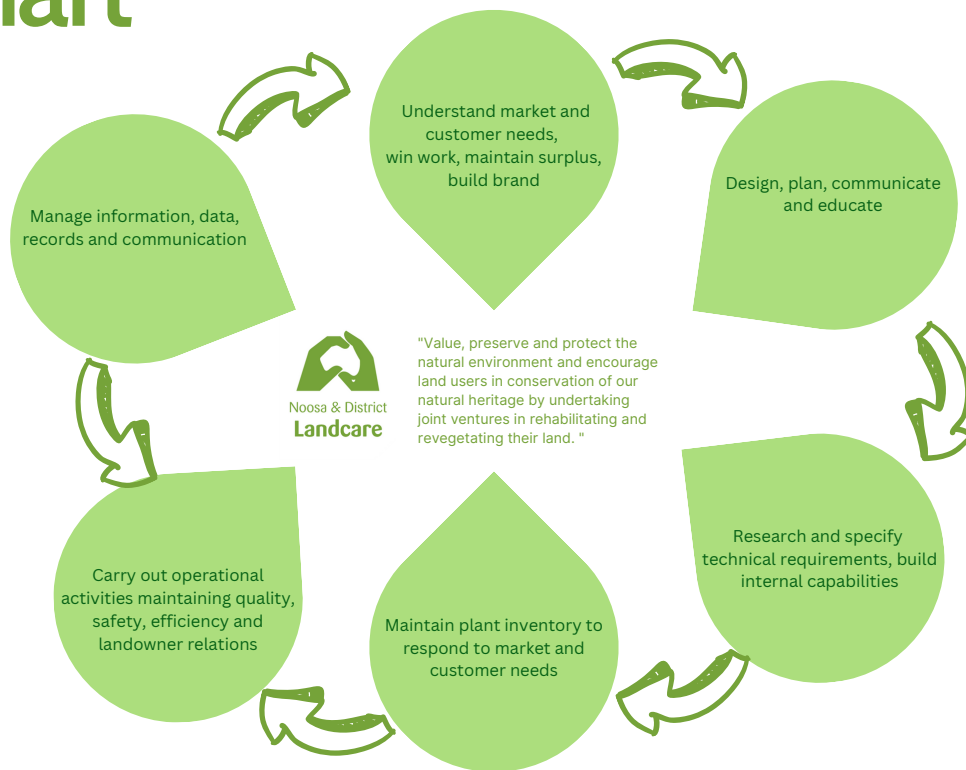 Understand market and
customer needs,
win work, maintain surplus,
build brand
Design, plan, communicate
and educate
Manage information, data,
records and communication
"Value, preserve and protect the
natural environment and encourage
land users in conservation of our
natural heritage by undertaking
joint ventures in rehabilitating and
revegetating their land. "
Noosa & District
Landcare
Research and specify
technical requirements, build
internal capabilities
Carry out operational
activities maintaining quality,
safety, efficiency and
landowner relations
Maintain plant inventory to
respond to market and
customer needs